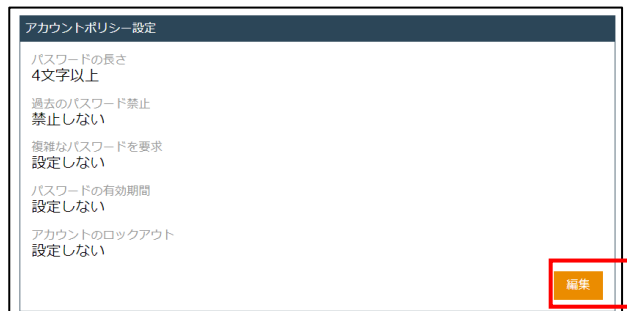 アカウントポリシー設定
パスワードの長さ
4文字以上
過去のパスワード禁止
禁止しない
複雑なパスワードを要求
設定しない
パスワードの有効期間
設定しない
アカウントのロックアウト
設定しない
編集